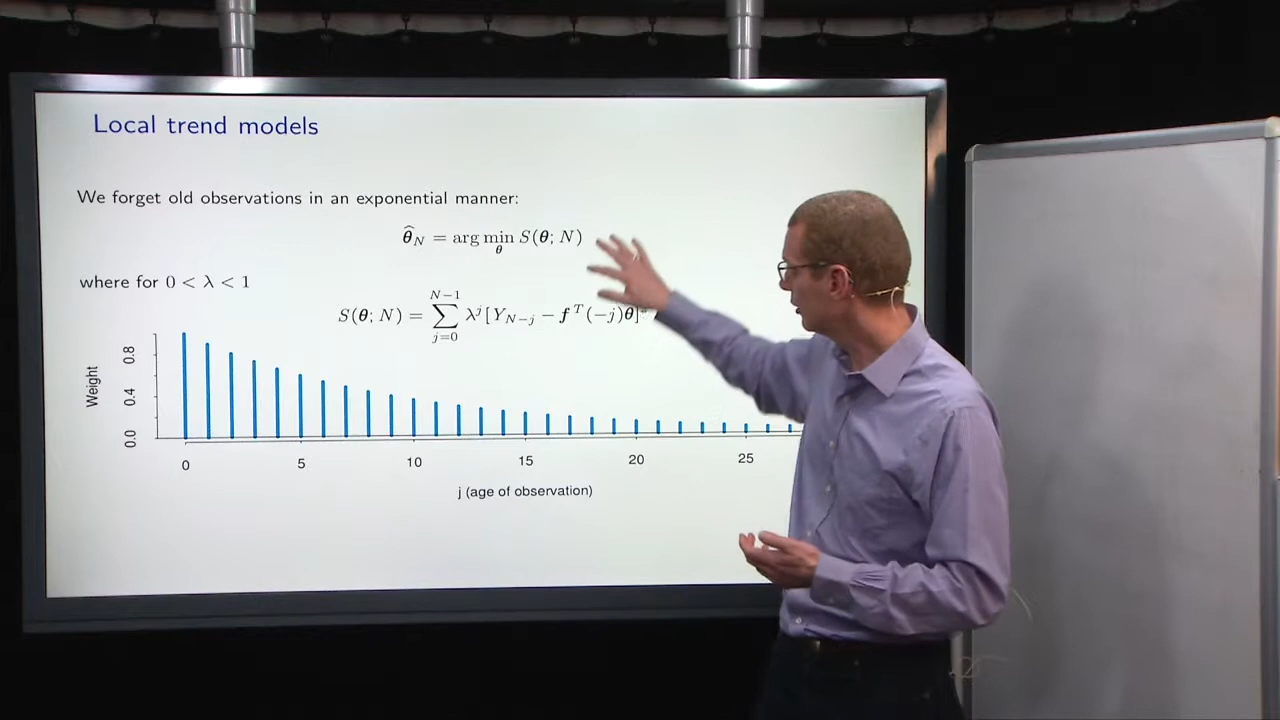 Local trend models
We forget old observations in an exponential manner:
θ̂_N = arg min_θ S(θ; N)
where for 0 < λ < 1
S(θ; N) = ∑_{j=0}^{N−1} λ^j [Y_{N−j} − f^T(−j)θ]
Weight
0.8
0.4
0.0
0 5 10 15 20 25
j (age of observation)